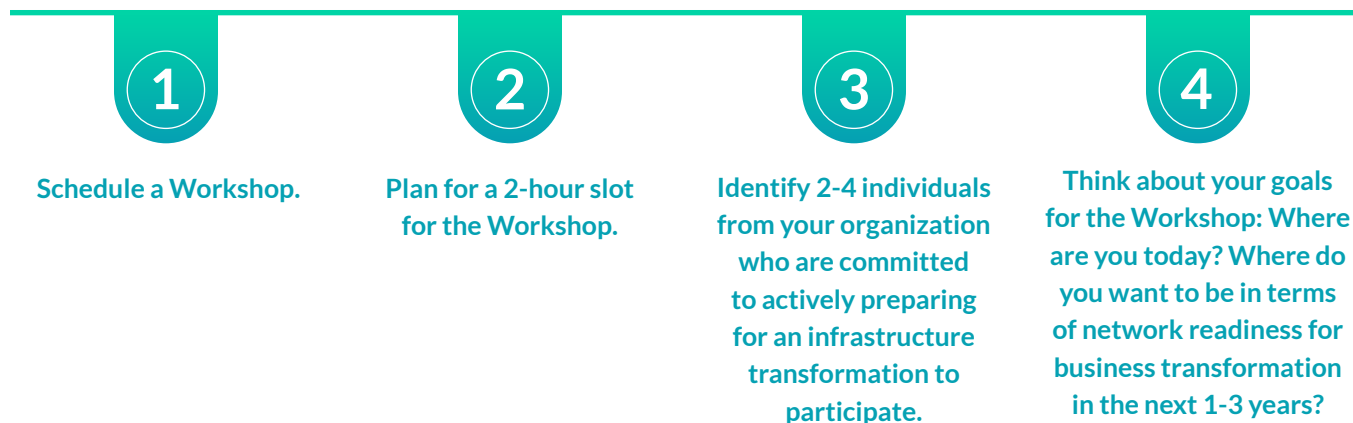 1
Schedule a Workshop.
2
Plan for a 2-hour slot
for the Workshop.
3
Identify 2-4 individuals
from your organization
who are committed
to actively preparing
for an infrastructure
transformation to
participate.
4
Think about your goals
for the Workshop: Where
are you today? Where do
you want to be in terms
of network readiness for
business transformation
in the next 1-3 years?